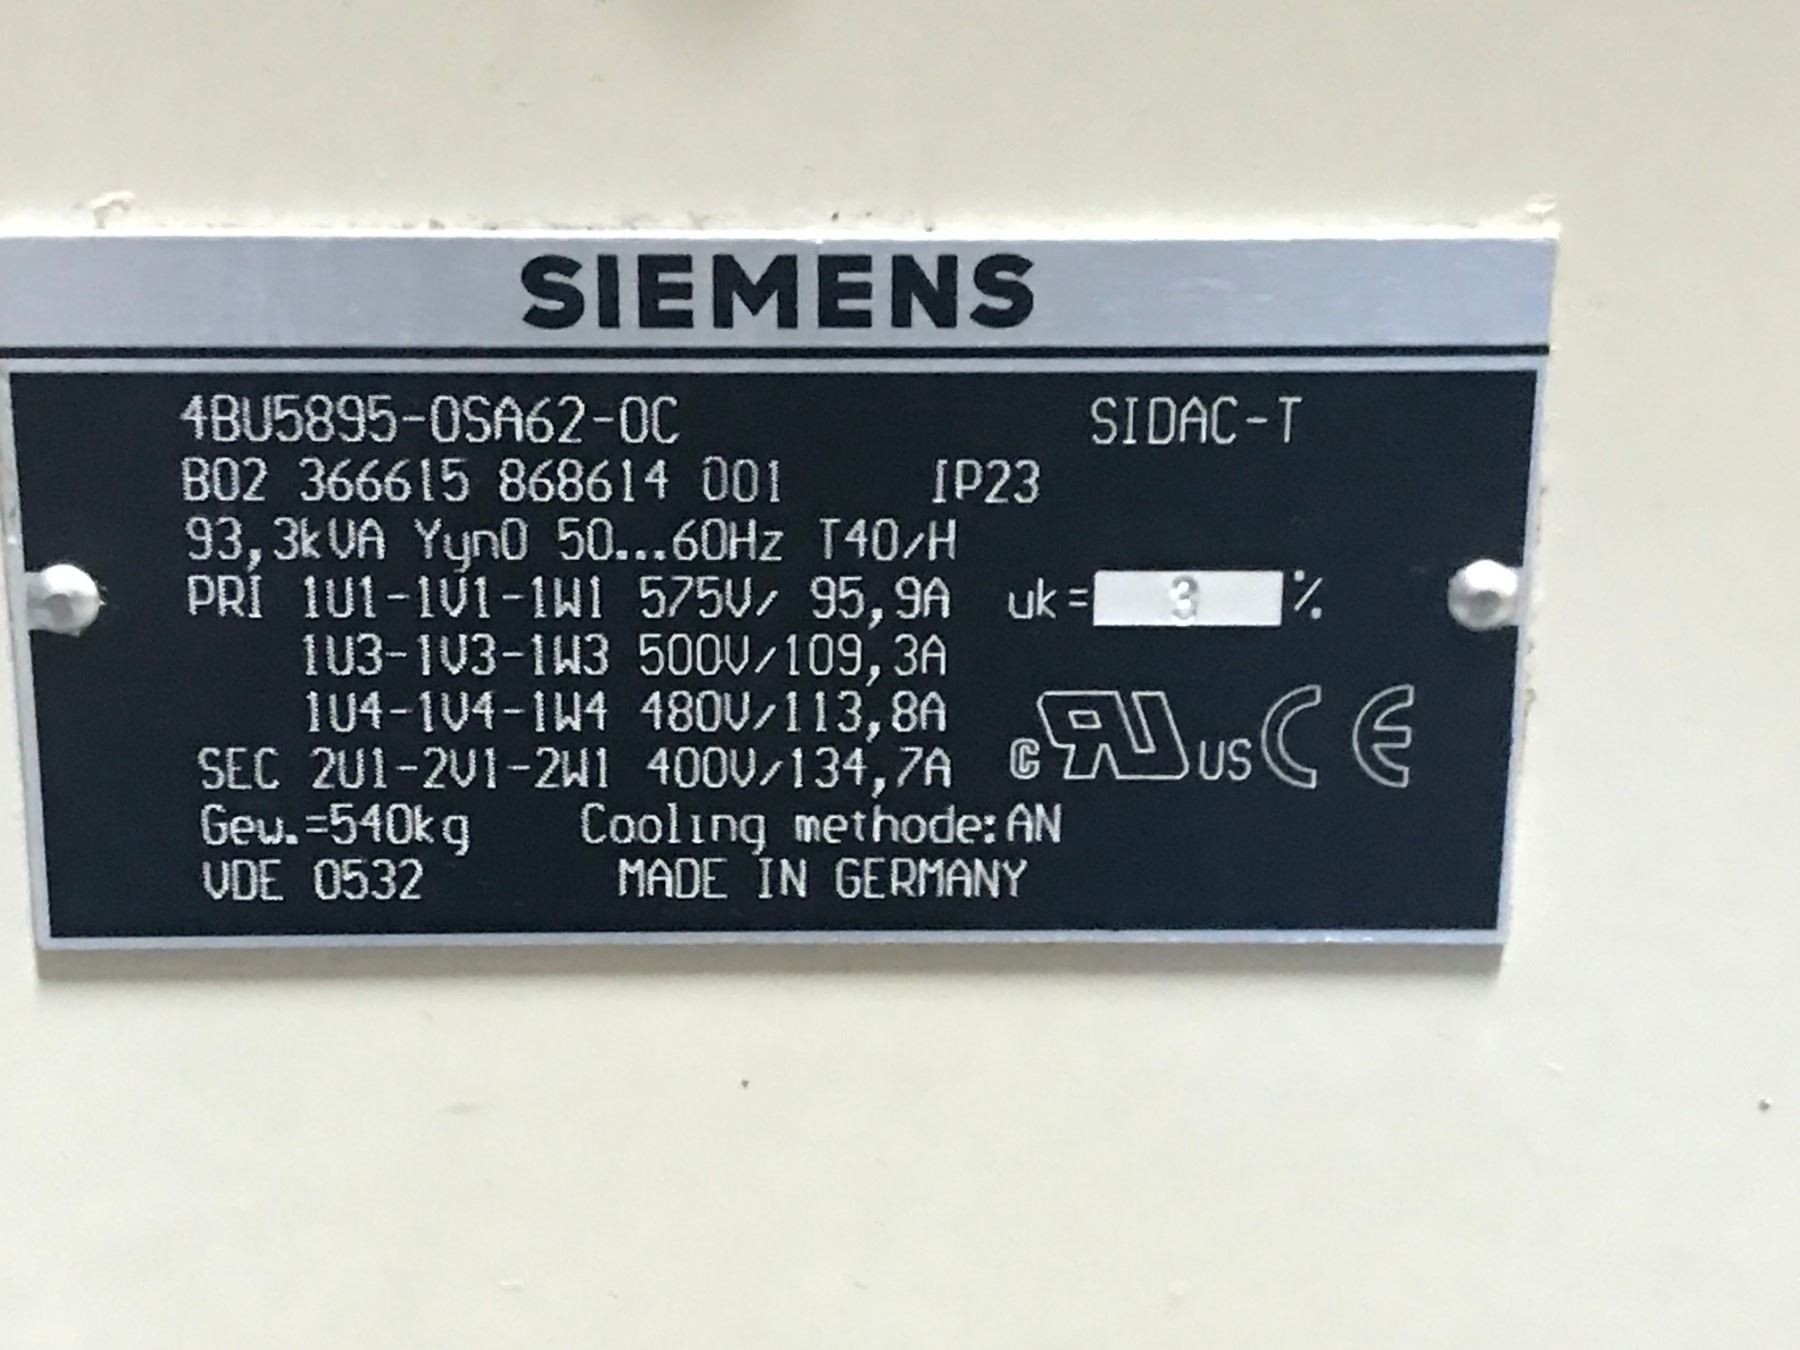 SIEMENS
4BU5895-0SA62-0C SIDAC-T
B02 366615 868614 001 IP23
93,3kVA Yyn0 50...60Hz T40/H
PRI 1U1-1V1-1W1 575V/ 95,9A uk= 3 %
1U3-1V3-1W3 500V/109,3A
1U4-1V4-1W4 480V/113,8A
SEC 2U1-2V1-2W1 400V/134,7A c RU US CE
Gew.=540kg Cooling methode:AN
VDE 0532 MADE IN GERMANY